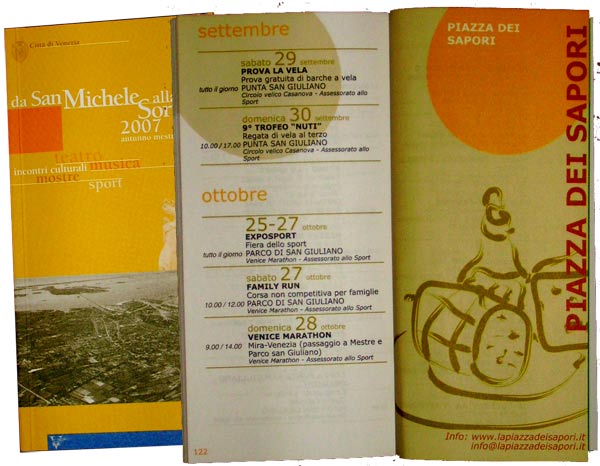 Città di Venezia
da San Michele alla
2007
autunno mestr
teatro
incontri culturali musica
mostre
sport
settembre
sabato 29 settembre
PROVA LA VELA
Prova gratuita di barche a vela
tutto il giorno PUNTA SAN GIULIANO
Circolo velico Casanova - Assessorato allo
Sport
domenica 30 settembre
9° TROFEO "NUTI"
Regata di vela al terzo
10.00 / 17.00 PUNTA SAN GIULIANO
Circolo velico Casanova - Assessorato allo
Sport
ottobre
25-27 ottobre
EXPOSPORT
Fiera dello sport
tutto il giorno PARCO DI SAN GIULIANO
Venice Marathon - Assessorato allo Sport
sabato 27 ottobre
FAMILY RUN
Corsa non competitiva per famiglie
10.00 / 12.00 PARCO DI SAN GIULIANO
Venice Marathon - Assessorato allo Sport
domenica 28 ottobre
VENICE MARATHON
9.00 / 14.00 Mira-Venezia (passaggio a Mestre e
Parco san Giuliano)
Venice Marathon - Assessorato allo Sport
122
PIAZZA DEI
SAPORI
PIAZZA DEI SAPORI
Info: www.lapiazzadeisapori.it
info@lapiazzadeisapori.it